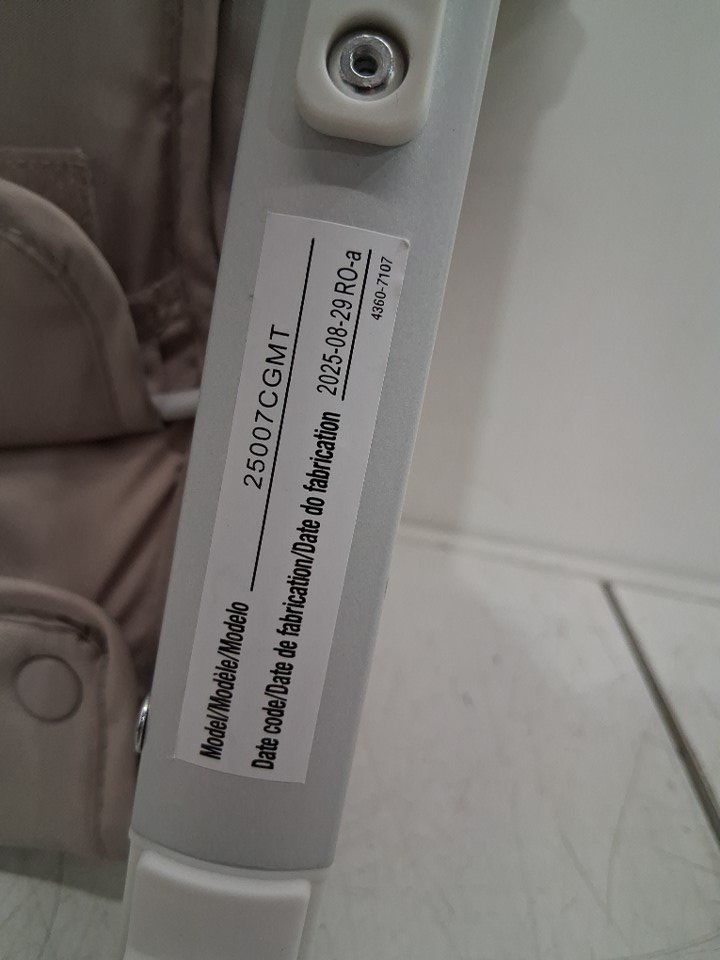 Model/Modèle/Modelo 25007CGMT
Date code/Date de fabrication/Date do fabrication 2025-08-29 RO-a
4360-7107